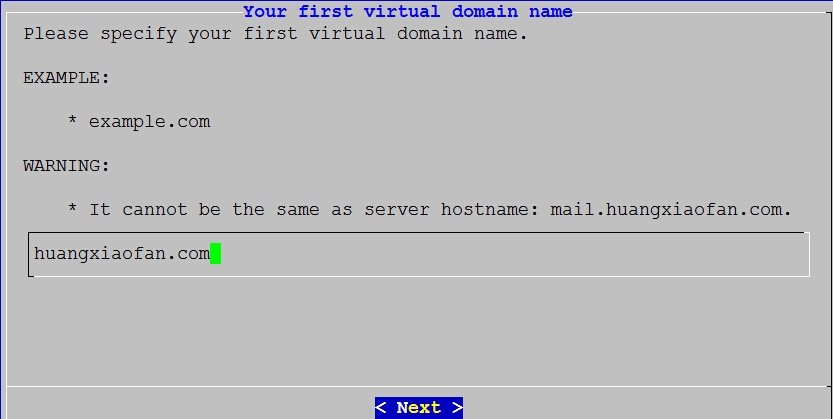 Your first virtual domain name
Please specify your first virtual domain name.
EXAMPLE:
* example.com
WARNING:
* It cannot be the same as server hostname: mail.huangxiaofan.com.
huangxiaofan.com
< Next >